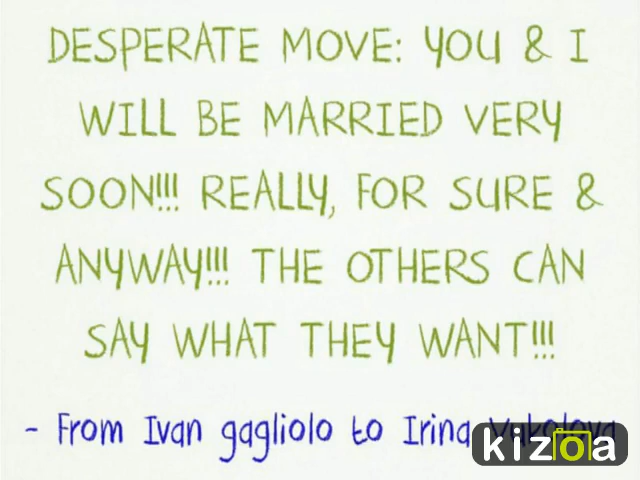 DESPERATE MOVE: YOU & I
WILL BE MARRIED VERY
SOON!!! REALLY, FOR SURE &
ANYWAY!!! THE OTHERS CAN
SAY WHAT THEY WANT!!!
- From Ivan gagliolo to Irina
kizoa